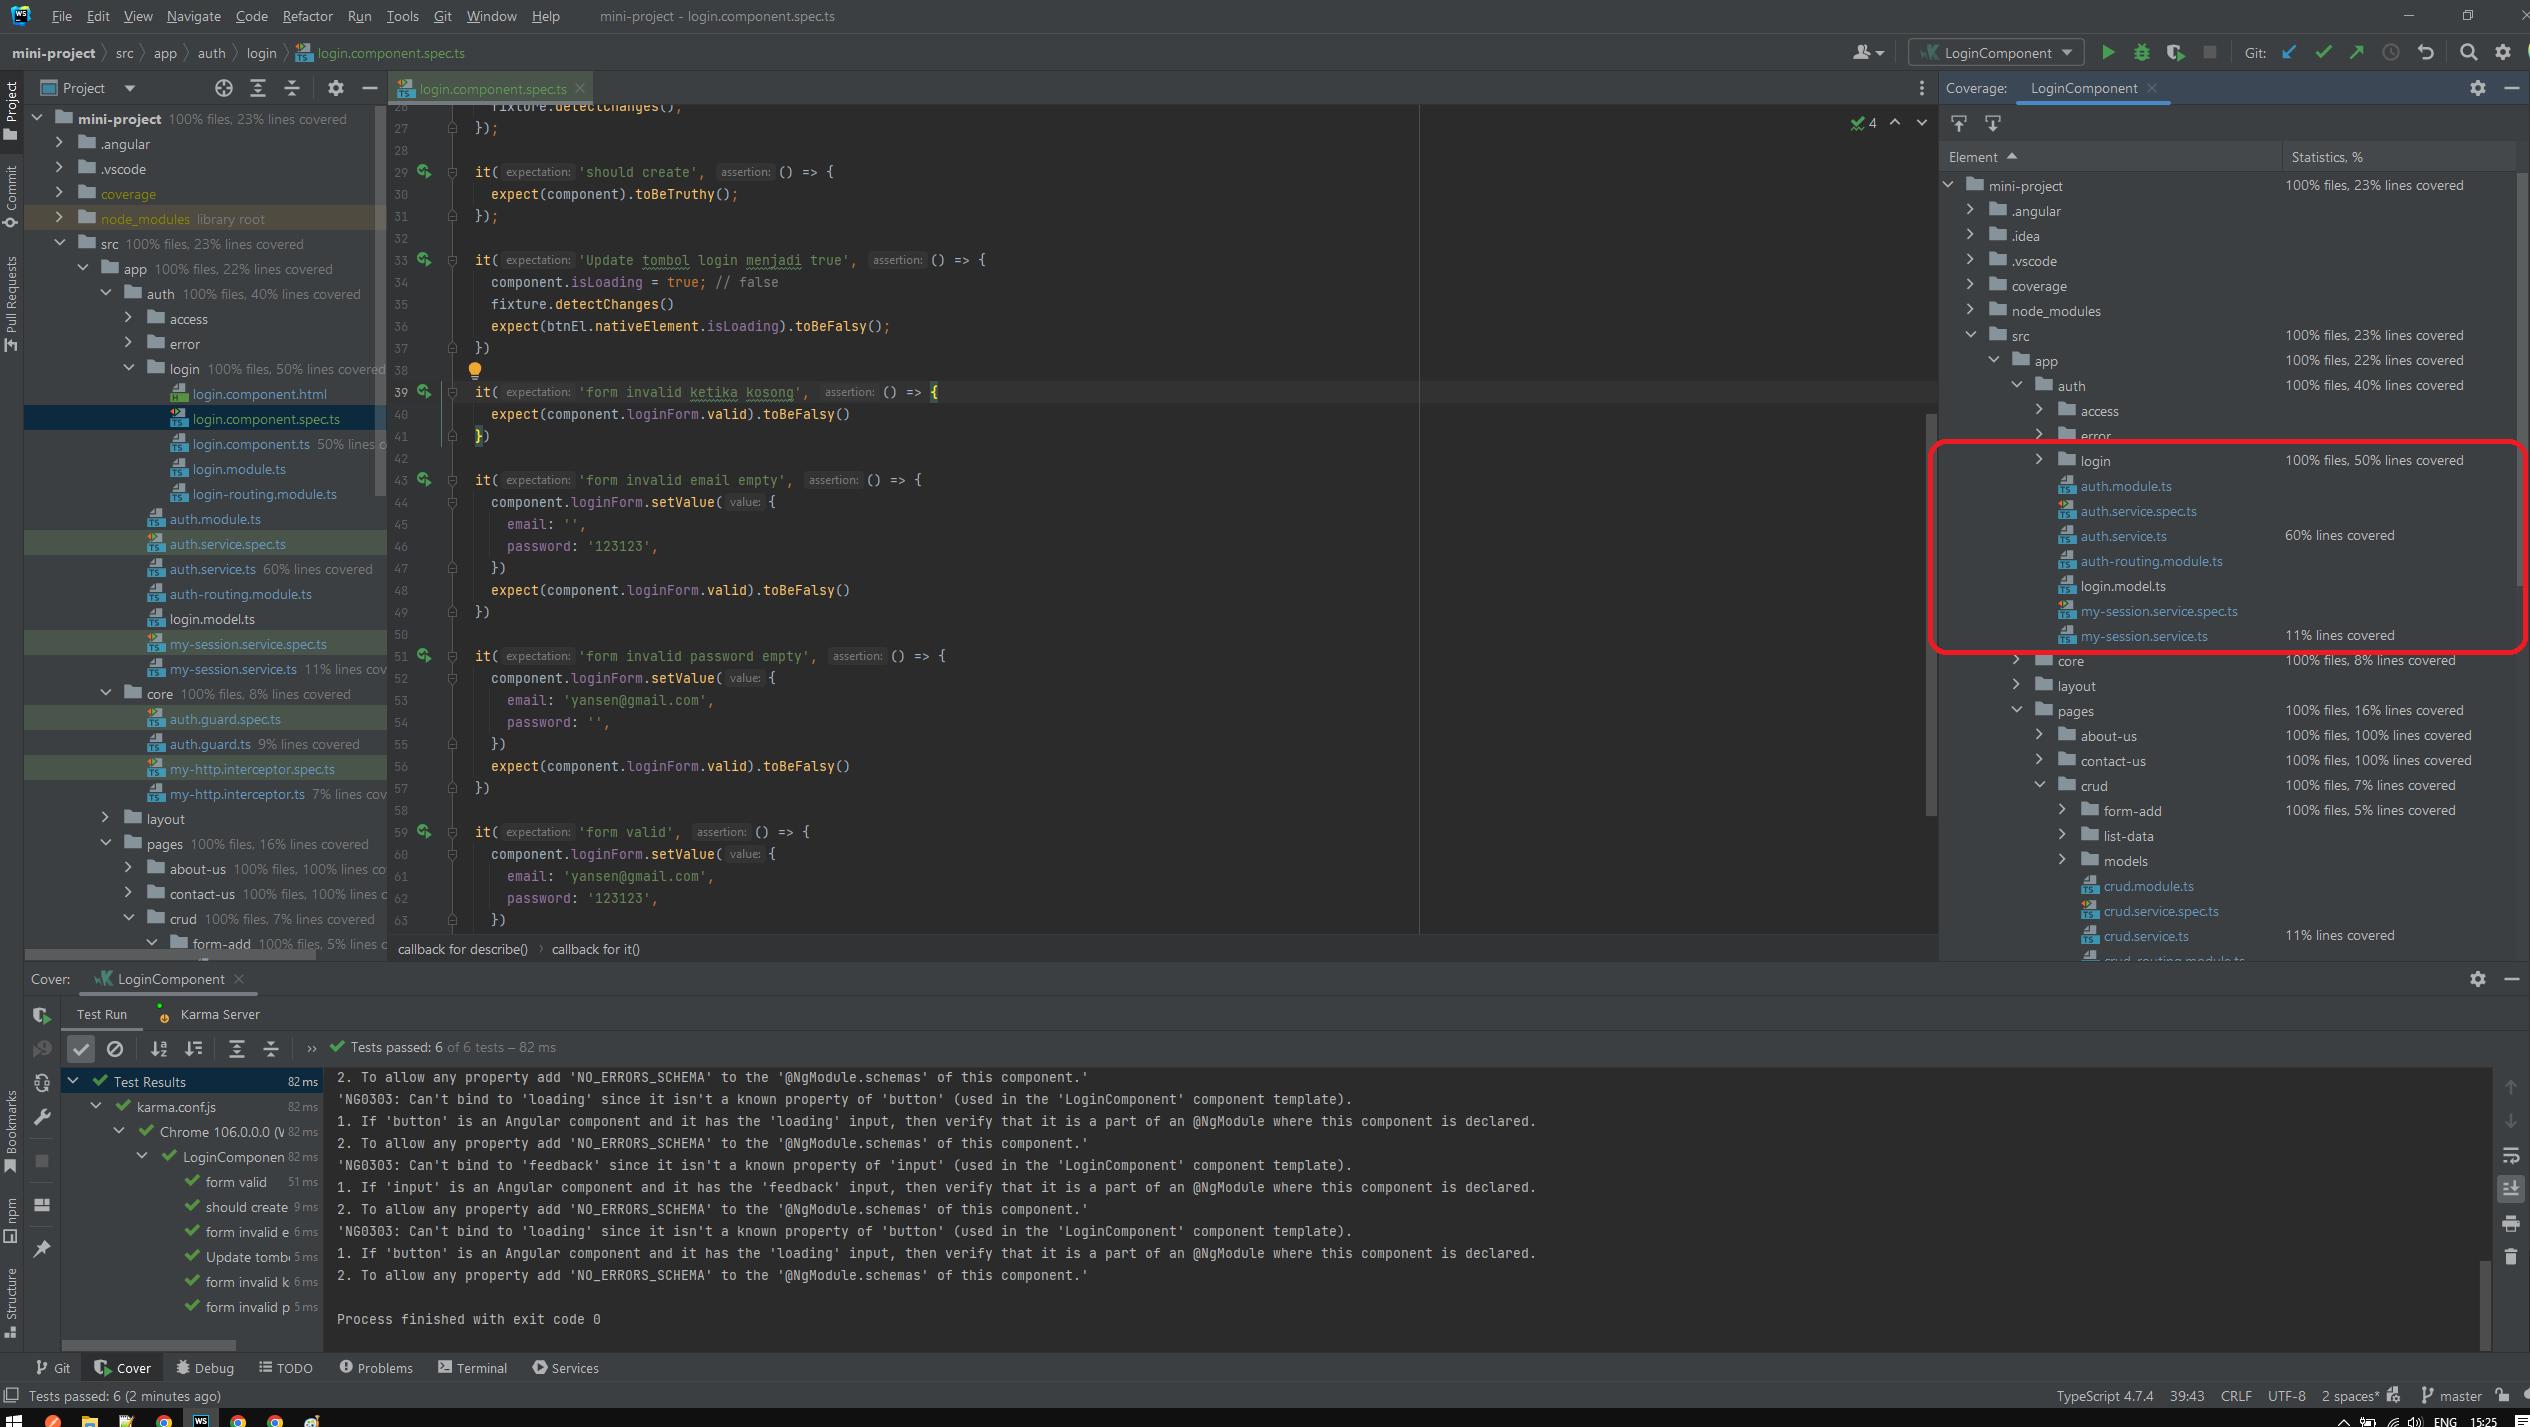 File Edit View Navigate Code Refactor Run Tools Git Window Help mini-project - login.component.spec.ts
mini-project src app auth login login.component.spec.ts
LoginComponent Git:
Project
mini-project 100% files, 23% lines covered
.angular
.vscode
coverage
node_modules library root
src 100% files, 23% lines covered
app 100% files, 22% lines covered
auth 100% files, 40% lines covered
access
error
login 100% files, 50% lines covered
login.component.html
login.component.spec.ts
login.component.ts 50% lines c
login.module.ts
login-routing.module.ts
auth.module.ts
auth.service.spec.ts
auth.service.ts 60% lines covered
auth-routing.module.ts
login.model.ts
my-session.service.spec.ts
my-session.service.ts 11% lines cov
core 100% files, 8% lines covered
auth.guard.spec.ts
auth.guard.ts 9% lines covered
my-http.interceptor.spec.ts
my-http.interceptor.ts 7% lines cov
layout
pages 100% files, 16% lines covered
about-us 100% files, 100% lines co
contact-us 100% files, 100% lines co
crud 100% files, 7% lines covered
form-add 100% files, 5% lines c
Project
Commit
Pull Requests
Bookmarks
npm
Structure
login.component.spec.ts
4
26 fixture.detectChanges();
27 });
28
29 it( expectation: 'should create', assertion: () => {
30 expect(component).toBeTruthy();
31 });
32
33 it( expectation: 'Update tombol login menjadi true', assertion: () => {
34 component.isLoading = true; // false
35 fixture.detectChanges()
36 expect(btnEl.nativeElement.isLoading).toBeFalsy();
37 })
38
39 it( expectation: 'form invalid ketika kosong', assertion: () => {
40 expect(component.loginForm.valid).toBeFalsy()
41 })
42
43 it( expectation: 'form invalid email empty', assertion: () => {
44 component.loginForm.setValue( value: {
45 email: '',
46 password: '123123',
47 })
48 expect(component.loginForm.valid).toBeFalsy()
49 })
50
51 it( expectation: 'form invalid password empty', assertion: () => {
52 component.loginForm.setValue( value: {
53 email: 'yansen@gmail.com',
54 password: '',
55 })
56 expect(component.loginForm.valid).toBeFalsy()
57 })
58
59 it( expectation: 'form valid', assertion: () => {
60 component.loginForm.setValue( value: {
61 email: 'yansen@gmail.com',
62 password: '123123',
63 })
callback for describe() callback for it()
Coverage: LoginComponent
Element Statistics, %
mini-project 100% files, 23% lines covered
.angular
.idea
.vscode
coverage
node_modules
src 100% files, 23% lines covered
app 100% files, 22% lines covered
auth 100% files, 40% lines covered
access
error
login 100% files, 50% lines covered
auth.module.ts
auth.service.spec.ts
auth.service.ts 60% lines covered
auth-routing.module.ts
login.model.ts
my-session.service.spec.ts
my-session.service.ts 11% lines covered
core 100% files, 8% lines covered
layout
pages 100% files, 16% lines covered
about-us 100% files, 100% lines covered
contact-us 100% files, 100% lines covered
crud 100% files, 7% lines covered
form-add 100% files, 5% lines covered
list-data
models
crud.module.ts
crud.service.spec.ts
crud.service.ts 11% lines covered
crud-routing.module.ts
Cover: LoginComponent
Test Run Karma Server
Tests passed: 6 of 6 tests – 82 ms
Test Results 82 ms
karma.conf.js 82 ms
Chrome 106.0.0.0 (V 82 ms
LoginComponen 82 ms
form valid 51 ms
should create 9 ms
form invalid e 6 ms
Update tombo 5 ms
form invalid k 6 ms
form invalid p 5 ms
2. To allow any property add 'NO_ERRORS_SCHEMA' to the '@NgModule.schemas' of this component.'
'NG0303: Can't bind to 'loading' since it isn't a known property of 'button' (used in the 'LoginComponent' component template).
1. If 'button' is an Angular component and it has the 'loading' input, then verify that it is a part of an @NgModule where this component is declared.
2. To allow any property add 'NO_ERRORS_SCHEMA' to the '@NgModule.schemas' of this component.'
'NG0303: Can't bind to 'feedback' since it isn't a known property of 'input' (used in the 'LoginComponent' component template).
1. If 'input' is an Angular component and it has the 'feedback' input, then verify that it is a part of an @NgModule where this component is declared.
2. To allow any property add 'NO_ERRORS_SCHEMA' to the '@NgModule.schemas' of this component.'
'NG0303: Can't bind to 'loading' since it isn't a known property of 'button' (used in the 'LoginComponent' component template).
1. If 'button' is an Angular component and it has the 'loading' input, then verify that it is a part of an @NgModule where this component is declared.
2. To allow any property add 'NO_ERRORS_SCHEMA' to the '@NgModule.schemas' of this component.'
Process finished with exit code 0
Git Cover Debug TODO Problems Terminal Services
Tests passed: 6 (2 minutes ago) TypeScript 4.7.4 39:43 CRLF UTF-8 2 spaces* master
ENG 15:25